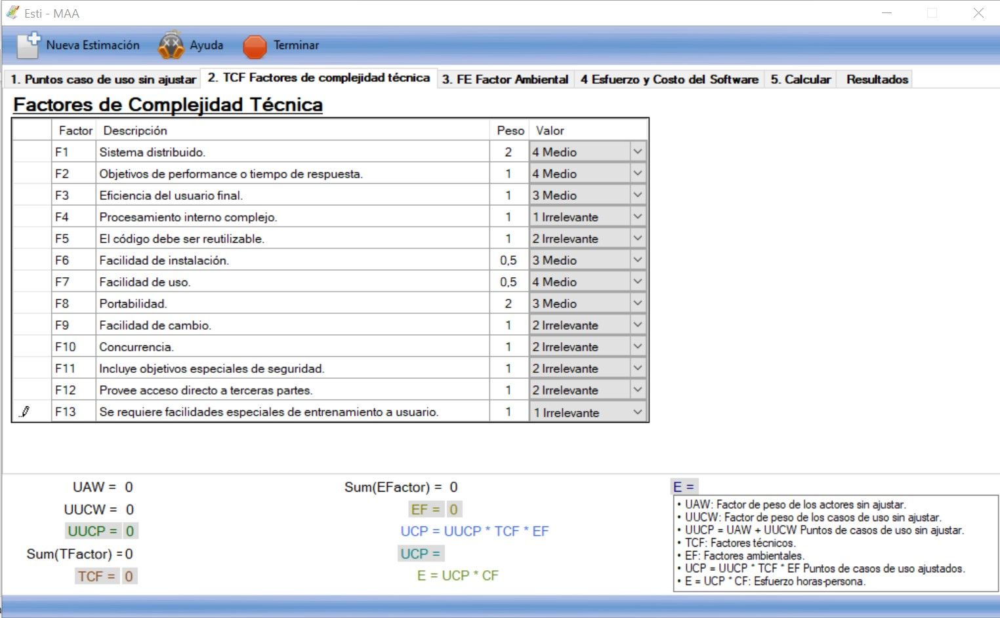 Esti - MAA
Nueva Estimación Ayuda Terminar
1. Puntos caso de uso sin ajustar 2. TCF Factores de complejidad técnica 3. FE Factor Ambiental 4 Esfuerzo y Costo del Software 5. Calcular Resultados
Factores de Complejidad Técnica
Factor Descripción Peso Valor
F1 Sistema distribuido. 2 4 Medio
F2 Objetivos de performance o tiempo de respuesta. 1 4 Medio
F3 Eficiencia del usuario final. 1 3 Medio
F4 Procesamiento interno complejo. 1 1 Irrelevante
F5 El código debe ser reutilizable. 1 2 Irrelevante
F6 Facilidad de instalación. 0,5 3 Medio
F7 Facilidad de uso. 0,5 4 Medio
F8 Portabilidad. 2 3 Medio
F9 Facilidad de cambio. 1 2 Irrelevante
F10 Concurrencia. 1 2 Irrelevante
F11 Incluye objetivos especiales de seguridad. 1 2 Irrelevante
F12 Provee acceso directo a terceras partes. 1 2 Irrelevante
F13 Se requiere facilidades especiales de entrenamiento a usuario. 1 1 Irrelevante
UAW = 0
UUCW = 0
UUCP = 0
Sum(TFactor) = 0
TCF = 0
Sum(EFactor) = 0
EF = 0
UCP = UUCP * TCF * EF
UCP =
E = UCP * CF
E =
• UAW: Factor de peso de los actores sin ajustar.
• UUCW: Factor de peso de los casos de uso sin ajustar.
• UUCP = UAW + UUCW Puntos de casos de uso sin ajustar.
• TCF: Factores técnicos.
• EF: Factores ambientales.
• UCP = UUCP * TCF * EF Puntos de casos de uso ajustados.
• E = UCP * CF: Esfuerzo horas-persona.